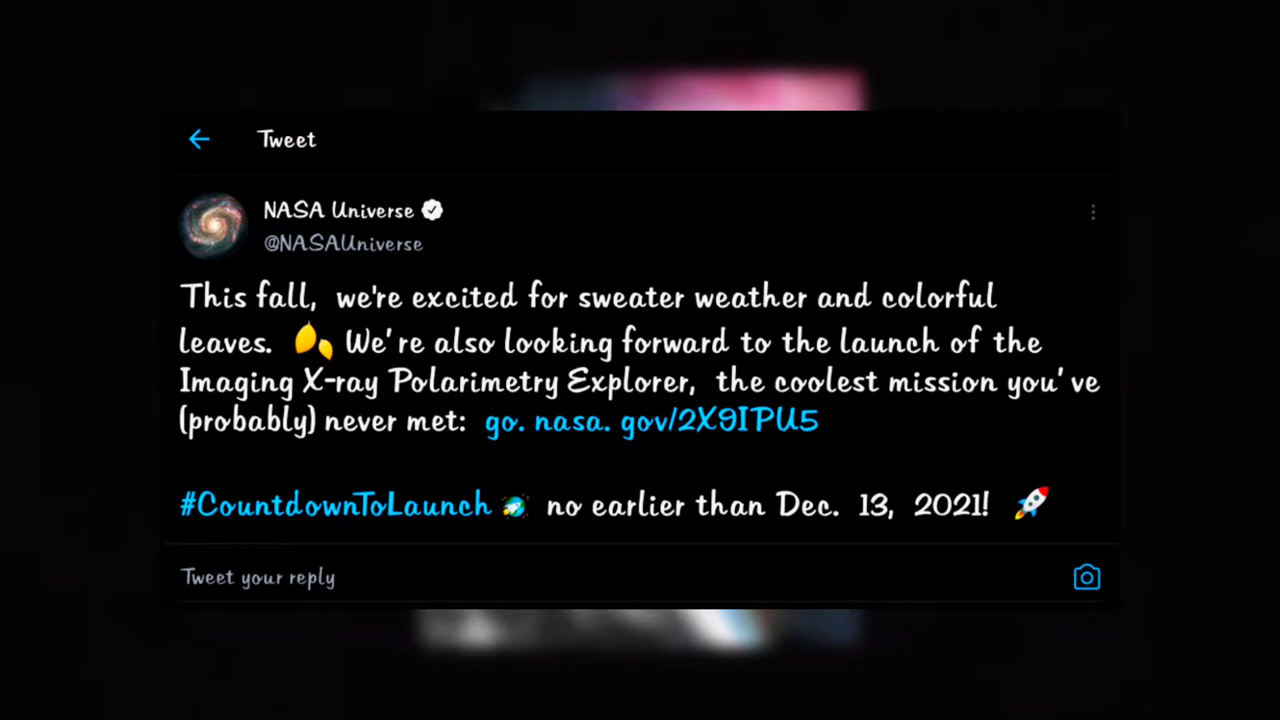 Tweet
NASA Universe
@NASAUniverse
This fall, we're excited for sweater weather and colorful
leaves. We're also looking forward to the launch of the
Imaging X-ray Polarimetry Explorer, the coolest mission you've
(probably) never met: go. nasa. gov/2X9IPU5
#CountdownToLaunch no earlier than Dec. 13, 2021!
Tweet your reply